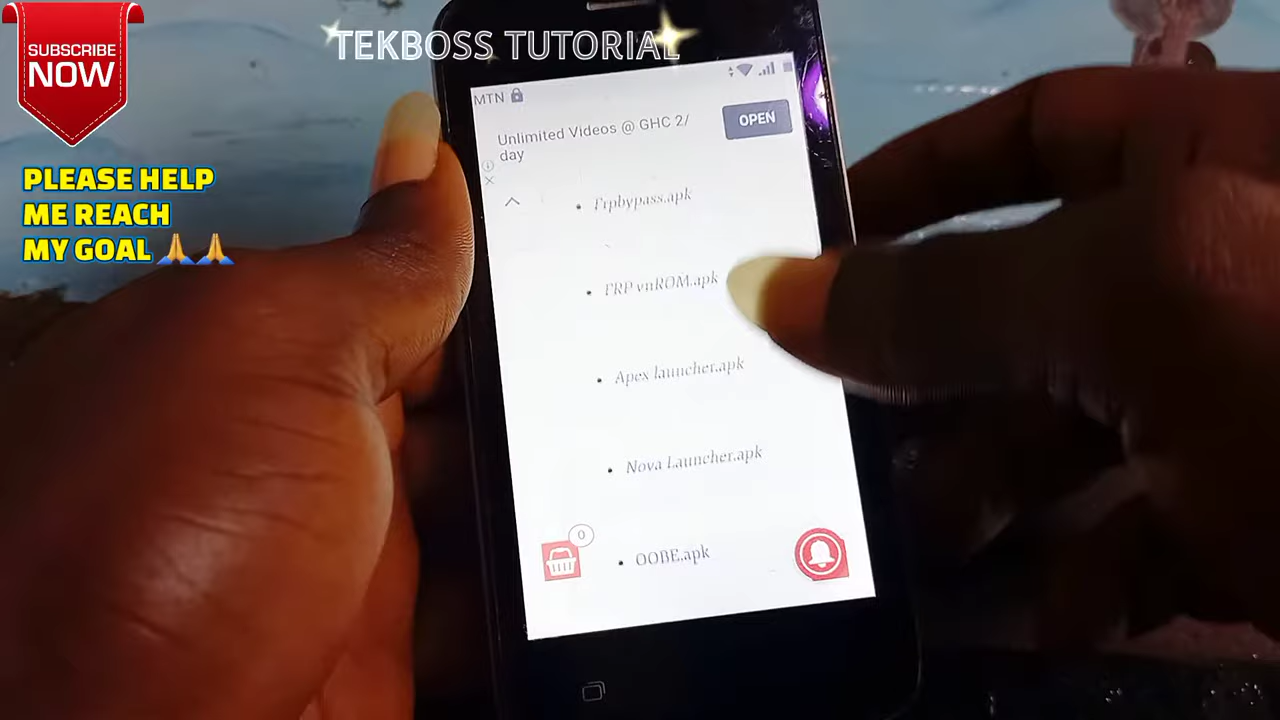 SUBSCRIBE
NOW
TEKBOSS TUTORIAL
PLEASE HELP
ME REACH
MY GOAL 🙏🙏
MTN
Unlimited Videos @ GHC 2/
day
OPEN
• Frpbypass.apk
• FRP vnROM.apk
• Apex launcher.apk
• Nova Launcher.apk
0
• OOBE.apk